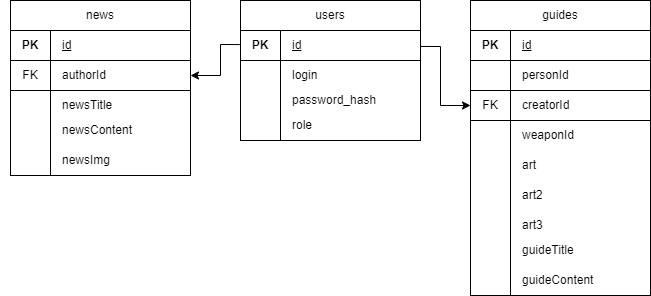 news
PK id
FK authorId
newsTitle
newsContent
newsImg
users
PK id
login
password_hash
role
guides
PK id
personId
FK creatorId
weaponId
art
art2
art3
guideTitle
guideContent